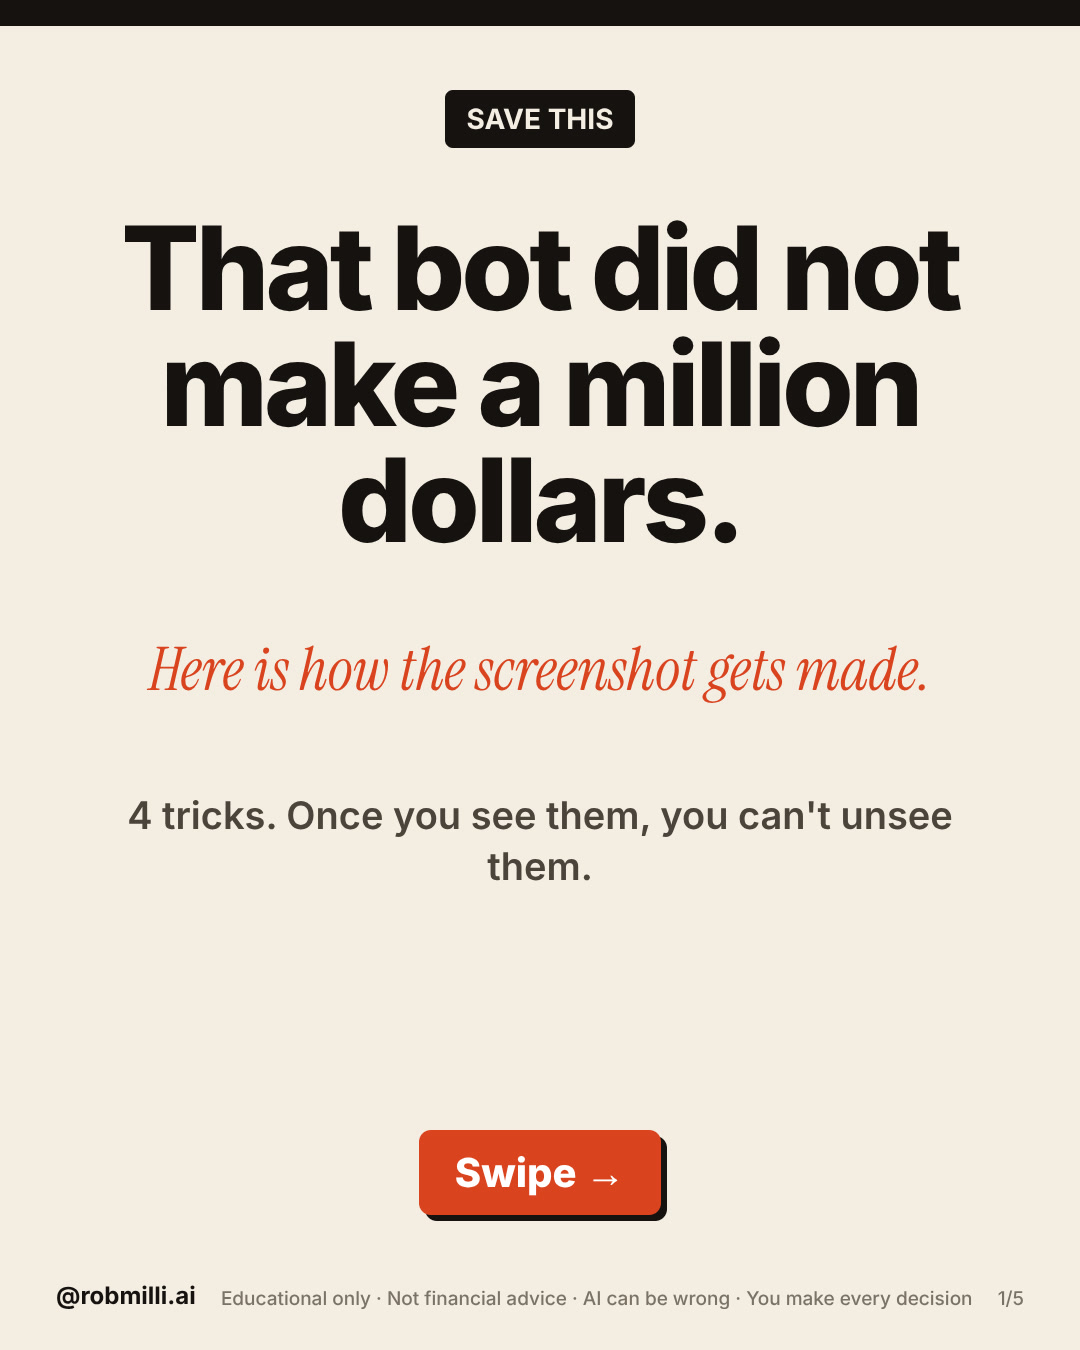 SAVE THIS
That bot did not
make a million
dollars.
Here is how the screenshot gets made.
4 tricks. Once you see them, you can't unsee
them.
Swipe →
@robmilli.ai Educational only · Not financial advice · AI can be wrong · You make every decision 1/5